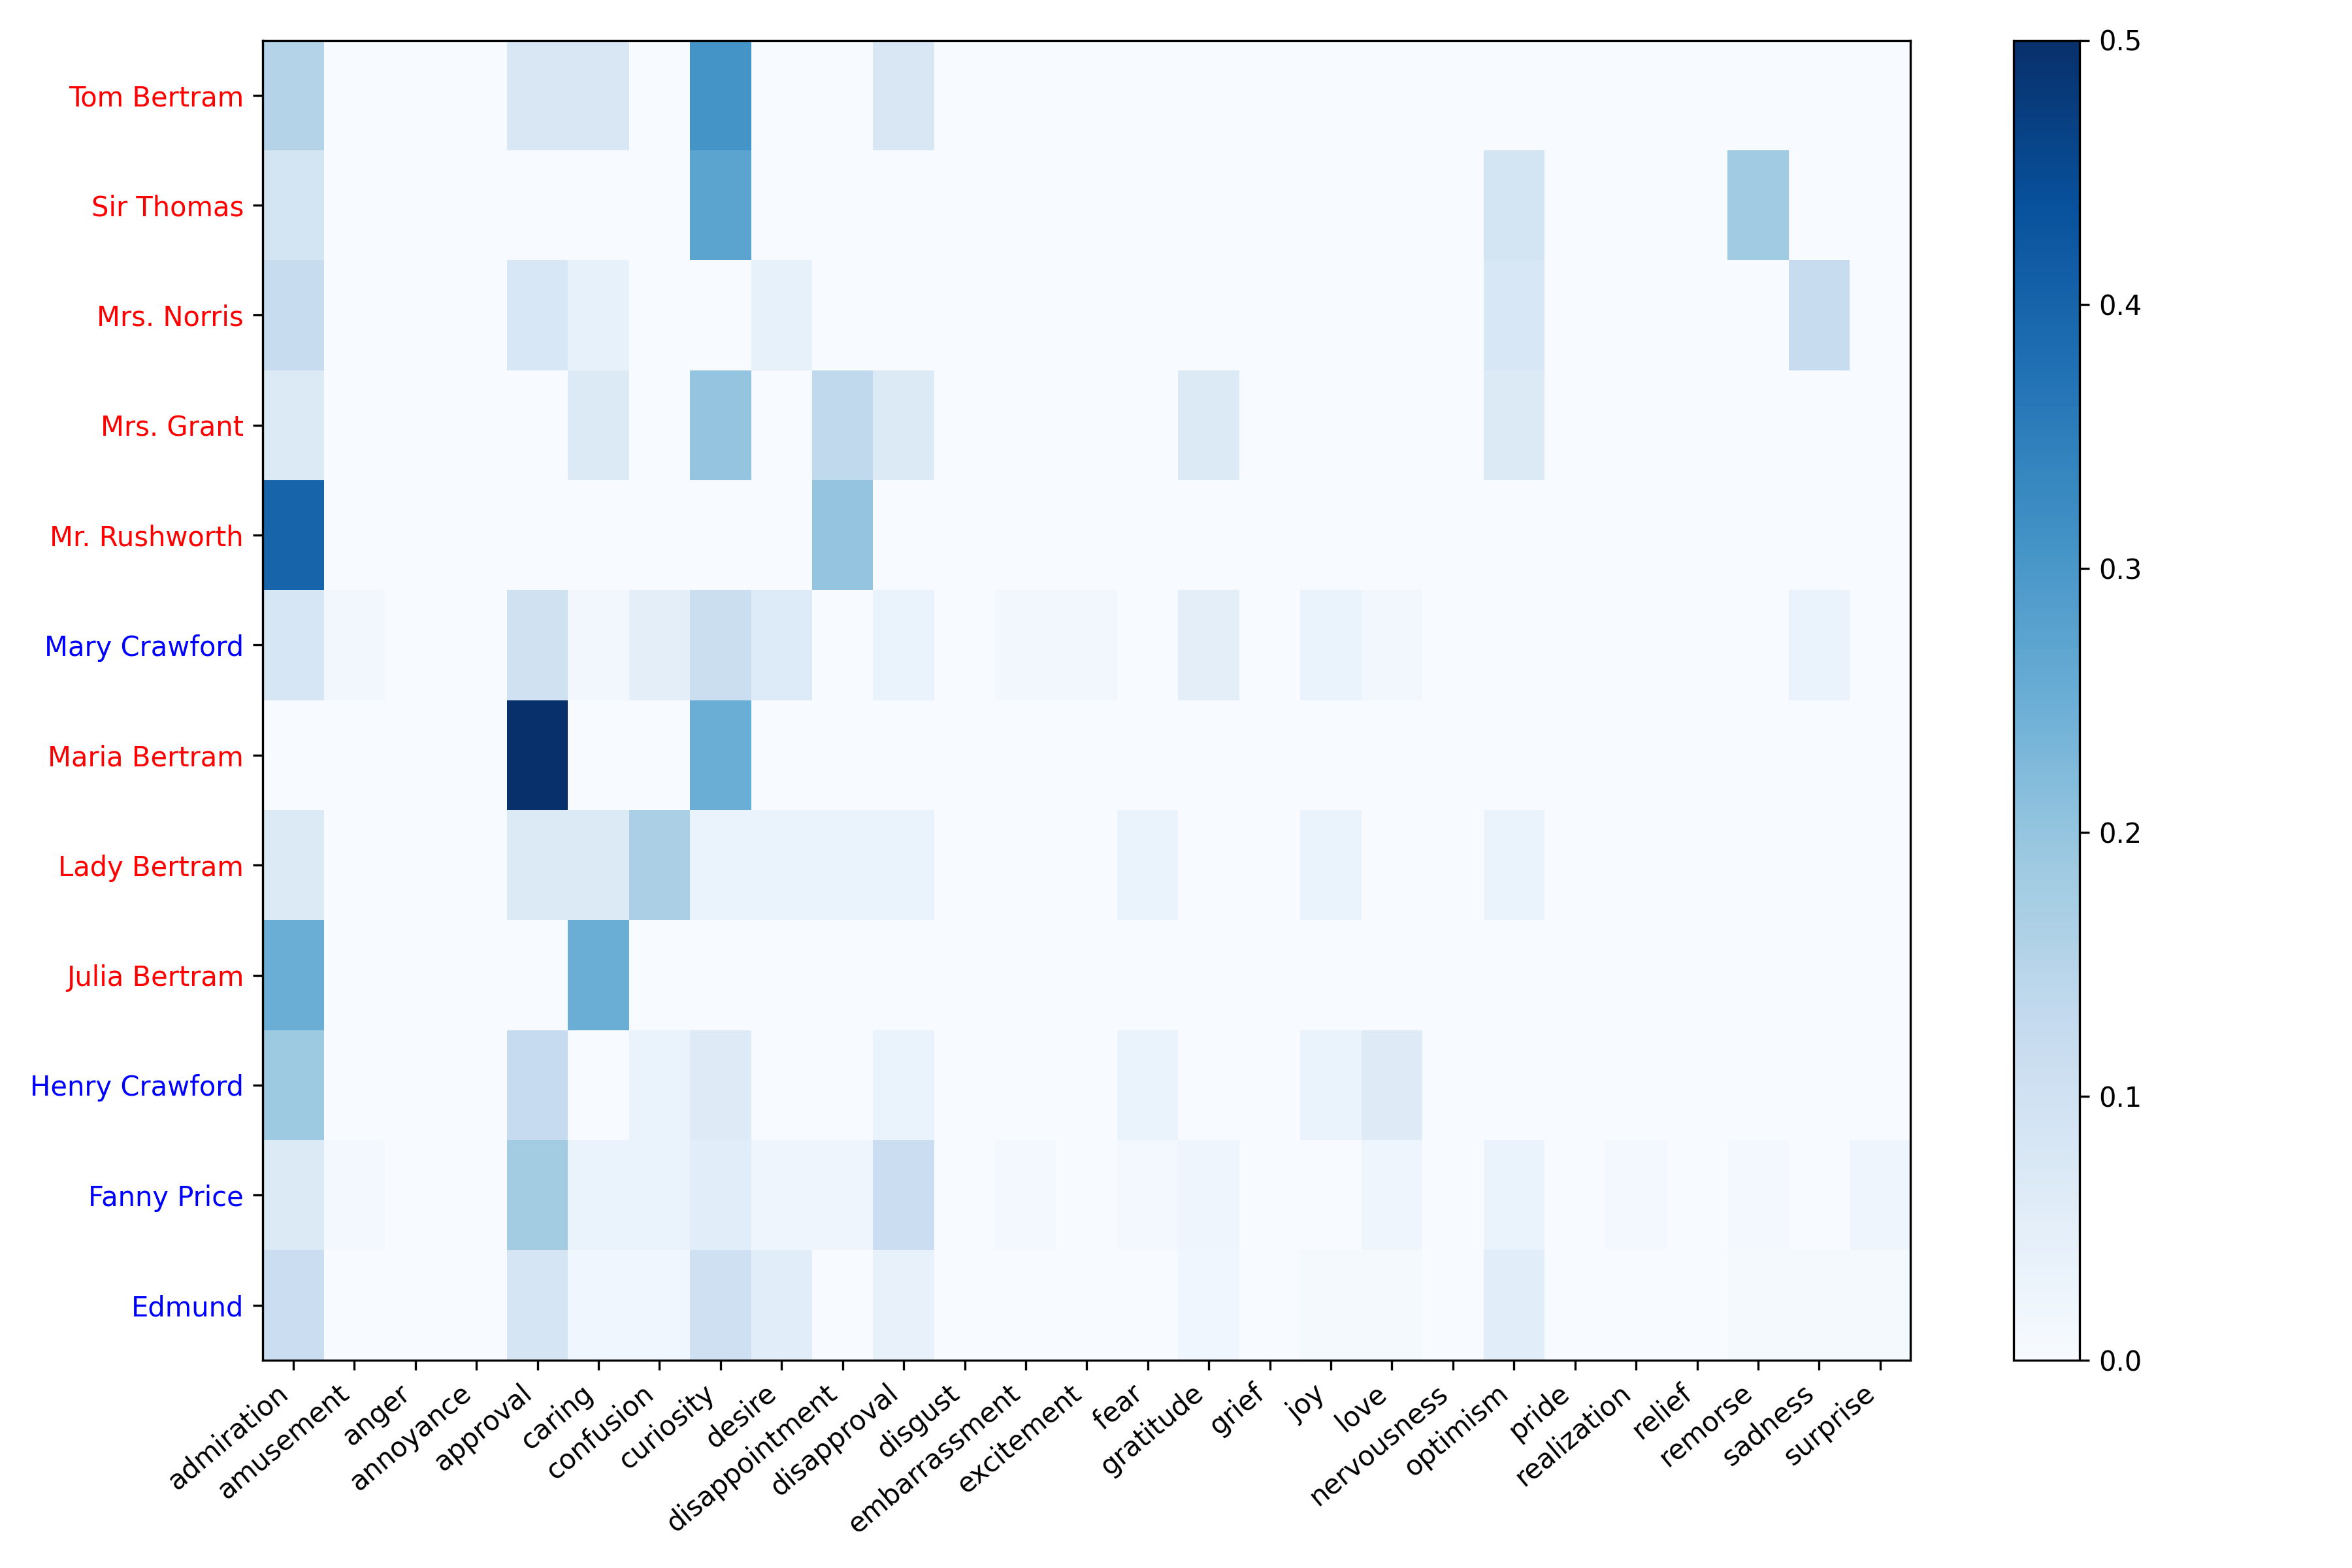 Tom Bertram
Sir Thomas
Mrs. Norris
Mrs. Grant
Mr. Rushworth
Mary Crawford
Maria Bertram
Lady Bertram
Julia Bertram
Henry Crawford
Fanny Price
Edmund
admiration
amusement
anger
annoyance
approval
caring
confusion
curiosity
desire
disappointment
disapproval
disgust
embarrassment
excitement
fear
gratitude
grief
joy
love
nervousness
optimism
pride
realization
relief
remorse
sadness
surprise
0.5
0.4
0.3
0.2
0.1
0.0